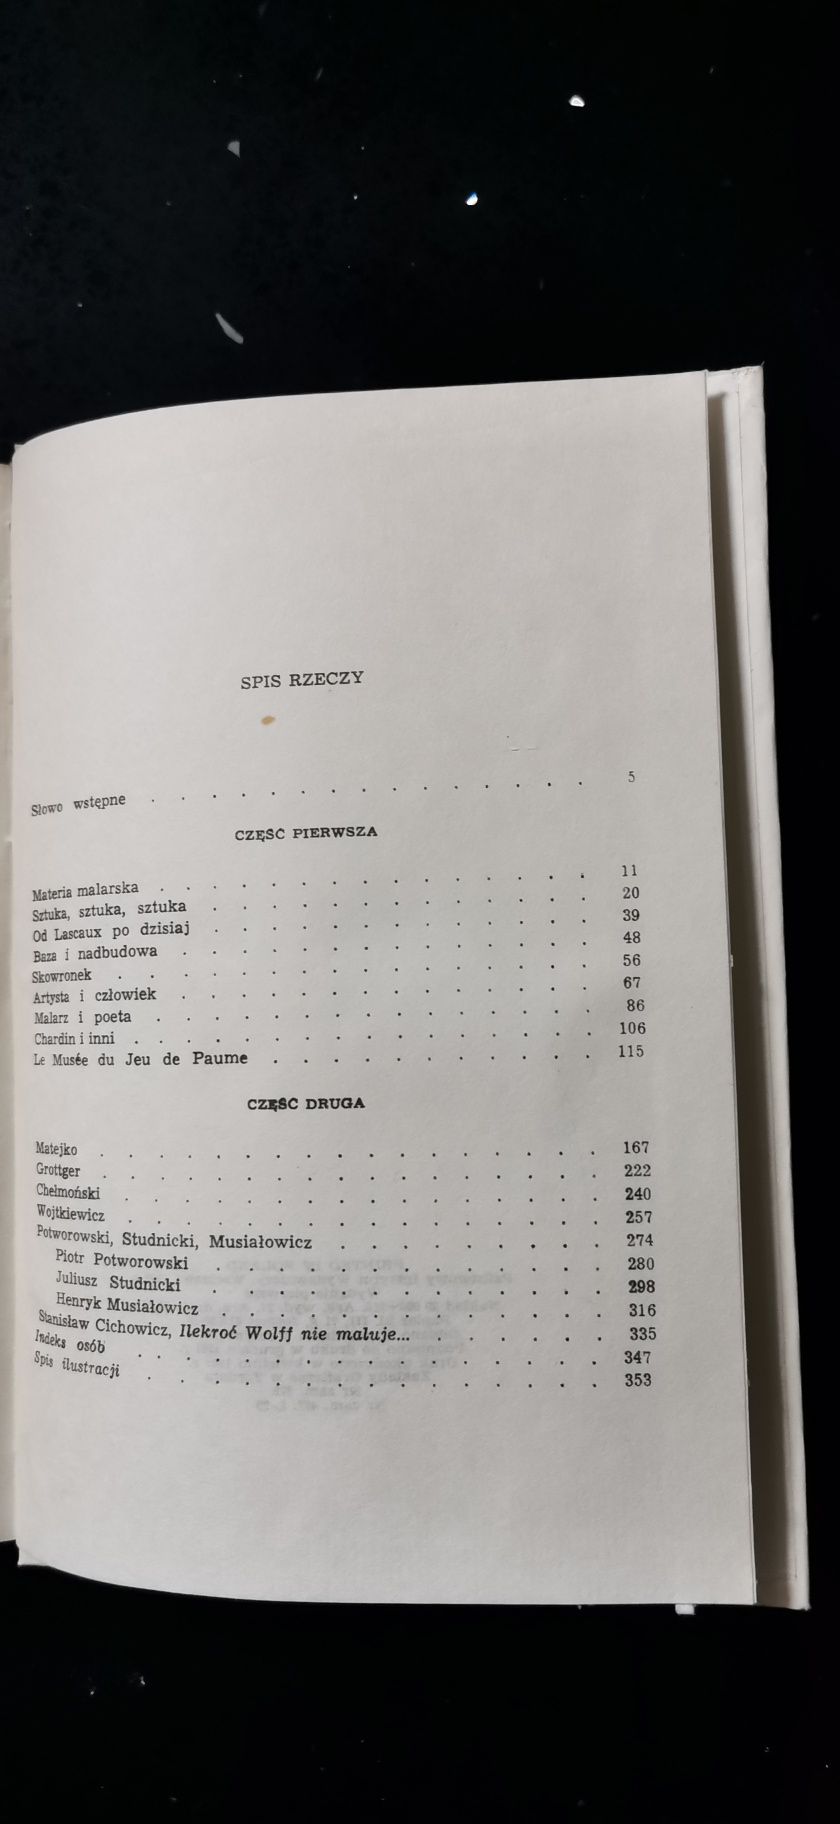 SPIS RZECZY
Słowo wstępne . . . . . . . . . . . . . . . 5
CZĘŚĆ PIERWSZA
Materia malarska . . . . . . . . . . . . . . . 11
Sztuka, sztuka, sztuka . . . . . . . . . . . . . 20
Od Lascaux po dzisiaj . . . . . . . . . . . . . 39
Baza i nadbudowa . . . . . . . . . . . . . . 48
Skowronek . . . . . . . . . . . . . . . . 56
Artysta i człowiek . . . . . . . . . . . . . . 67
Malarz i poeta . . . . . . . . . . . . . . . 86
Chardin i inni . . . . . . . . . . . . . . . . 106
Le Musée du Jeu de Paume . . . . . . . . . . . 115
CZĘŚĆ DRUGA
Matejko . . . . . . . . . . . . . . . . . 167
Grottger . . . . . . . . . . . . . . . . . 222
Chełmoński . . . . . . . . . . . . . . . . 240
Wojtkiewicz . . . . . . . . . . . . . . . . 257
Potworowski, Studnicki, Musiałowicz . . . . . . . . . 274
Piotr Potworowski . . . . . . . . . . . . . . 280
Juliusz Studnicki . . . . . . . . . . . . . . 298
Henryk Musiałowicz . . . . . . . . . . . . . 316
Stanisław Cichowicz, Ilekroć Wolff nie maluje... . . . . . . 335
Indeks osób . . . . . . . . . . . . . . . . 347
Spis ilustracji . . . . . . . . . . . . . . . 353